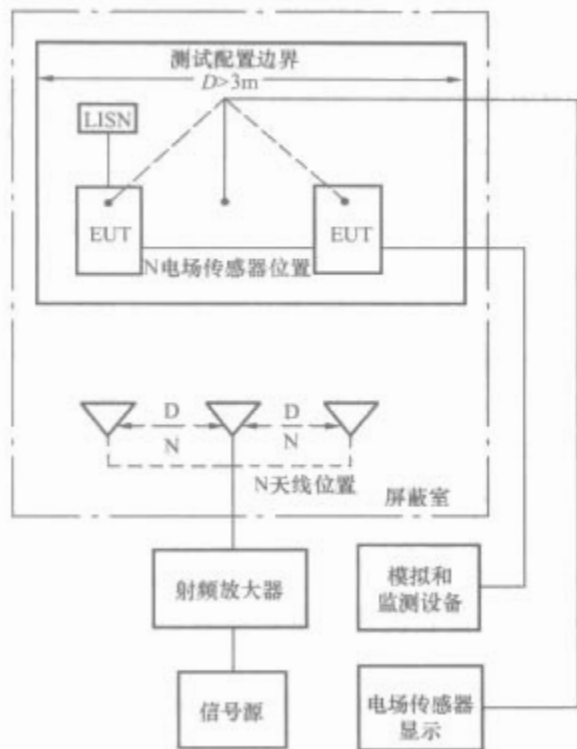 测试配置边界
D>3m
LISN
EUT
EUT
N电场传感器位置
D
D
N
N
N天线位置
屏蔽室
射频放大器
模拟和
监测设备
信号源
电场传感器
显示